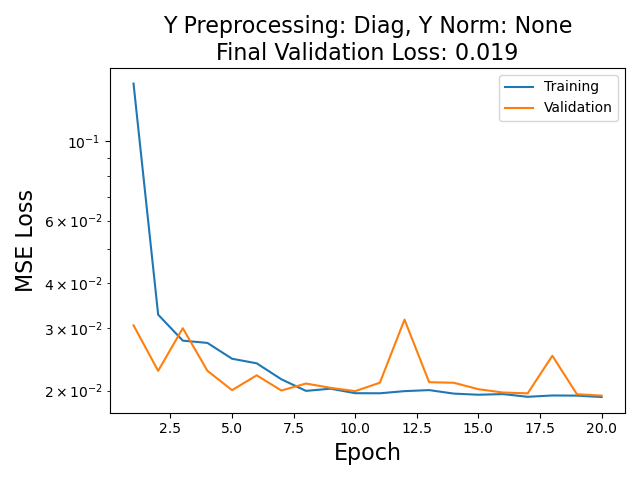 Y Preprocessing: Diag, Y Norm: None
Final Validation Loss: 0.019
Training
Validation
MSE Loss
10⁻¹
6 × 10⁻²
4 × 10⁻²
3 × 10⁻²
2 × 10⁻²
2.5 5.0 7.5 10.0 12.5 15.0 17.5 20.0
Epoch